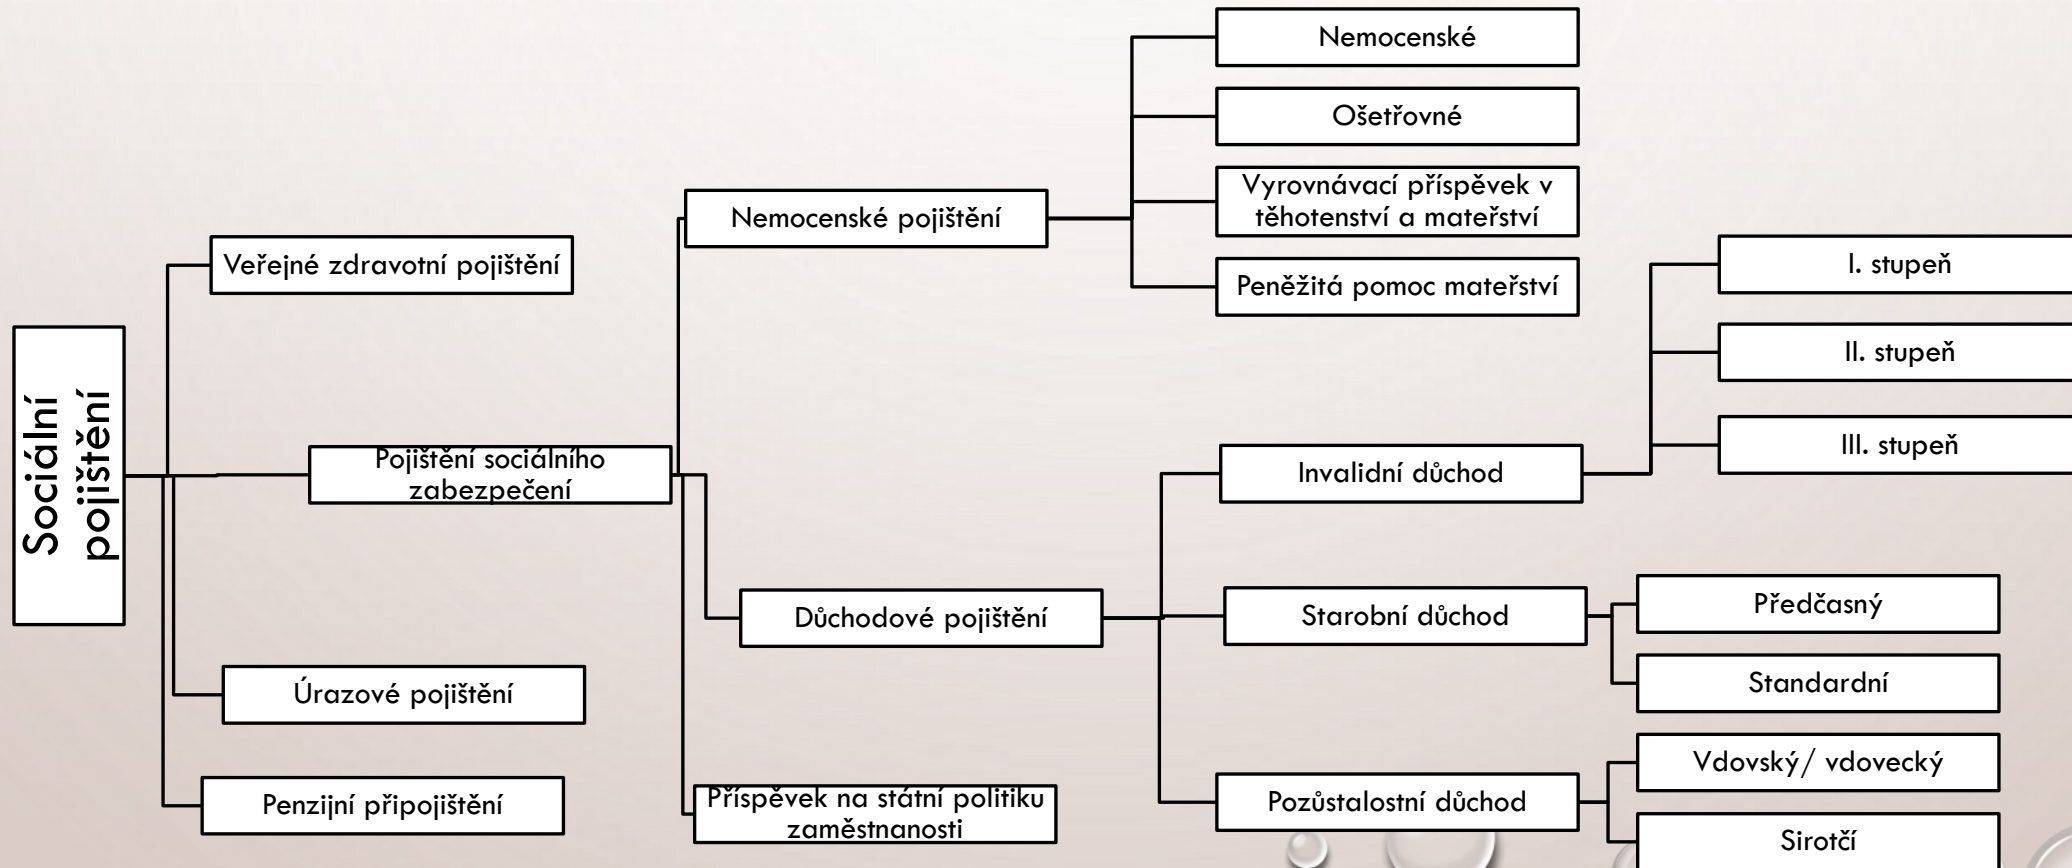 Sociální
pojištění
Veřejné zdravotní pojištění
Pojištění sociálního
zabezpečení
Úrazové pojištění
Penzijní připojištění
Nemocenské pojištění
Důchodové pojištění
Příspěvek na státní politiku
zaměstnanosti
Nemocenské
Ošetřovné
Vyrovnávací příspěvek v
těhotenství a mateřství
Peněžitá pomoc mateřství
Invalidní důchod
Starobní důchod
Pozůstalostní důchod
I. stupeň
II. stupeň
III. stupeň
Předčasný
Standardní
Vdovský/ vdovecký
Sirotčí